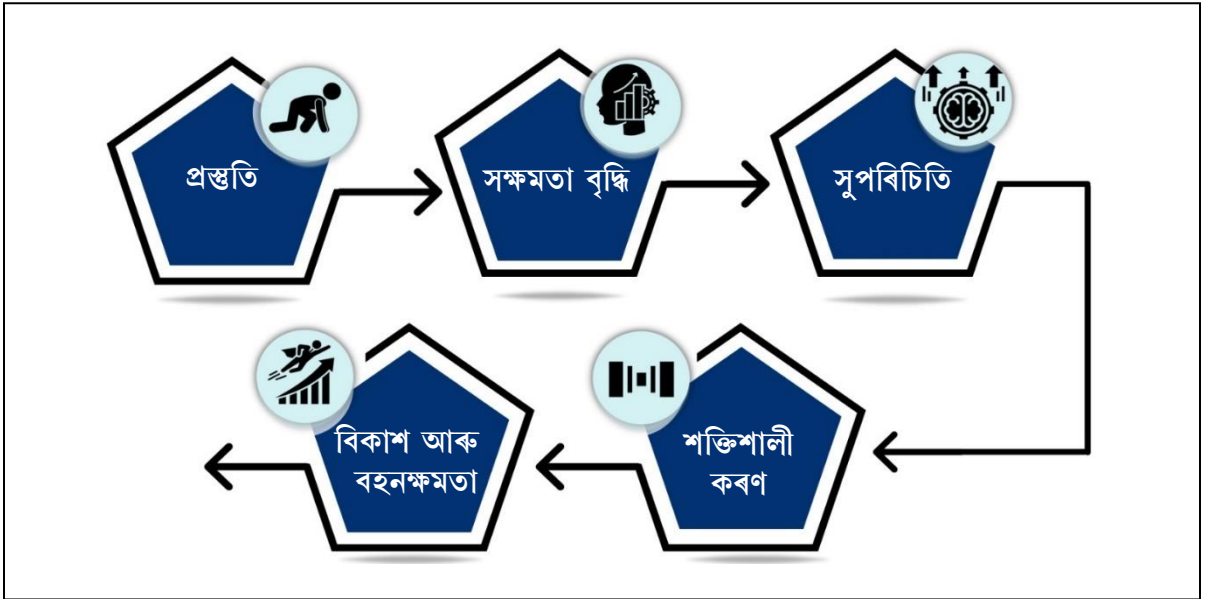 প্ৰস্তুতি
সক্ষমতা বৃদ্ধি
সুপৰিচিতি
শক্তিশালী
কৰণ
বিকাশ আৰু
বহনক্ষমতা